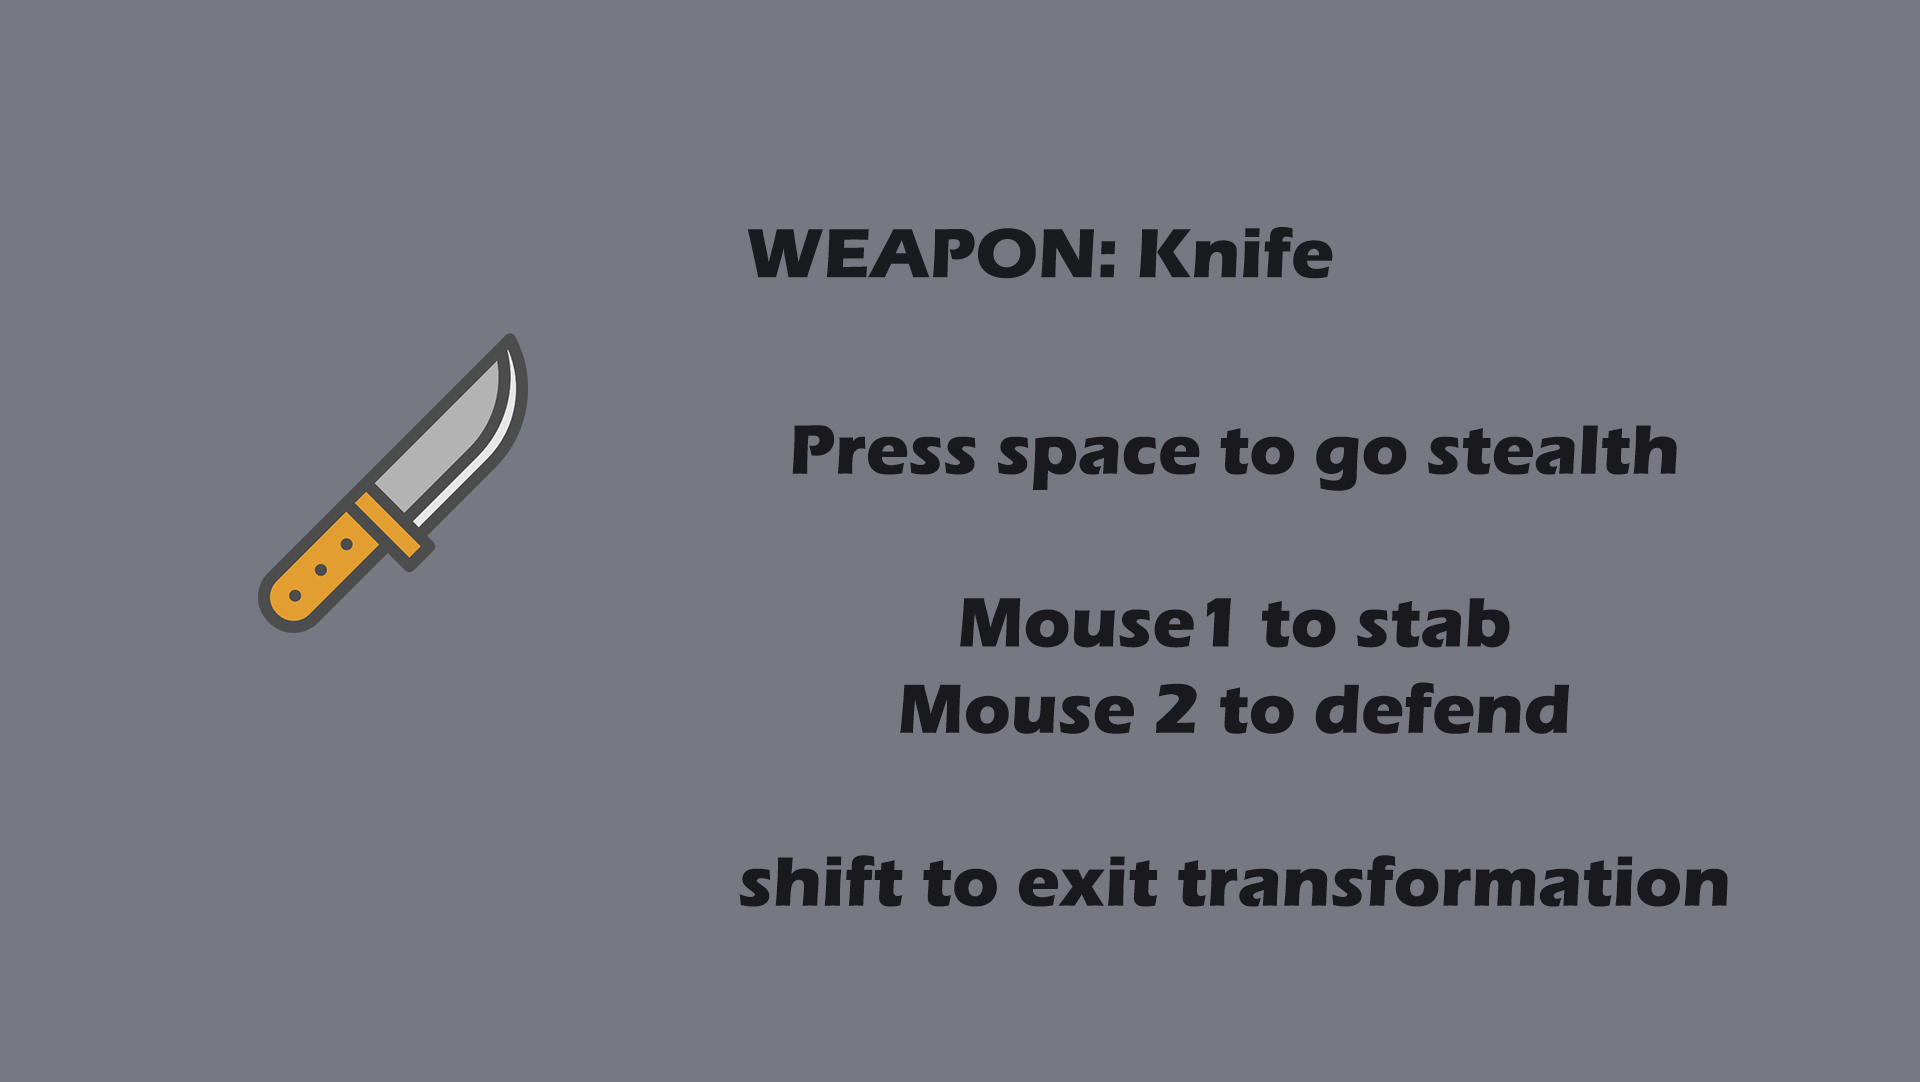 WEAPON: Knife
Press space to go stealth
Mouse1 to stab
Mouse 2 to defend
shift to exit transformation